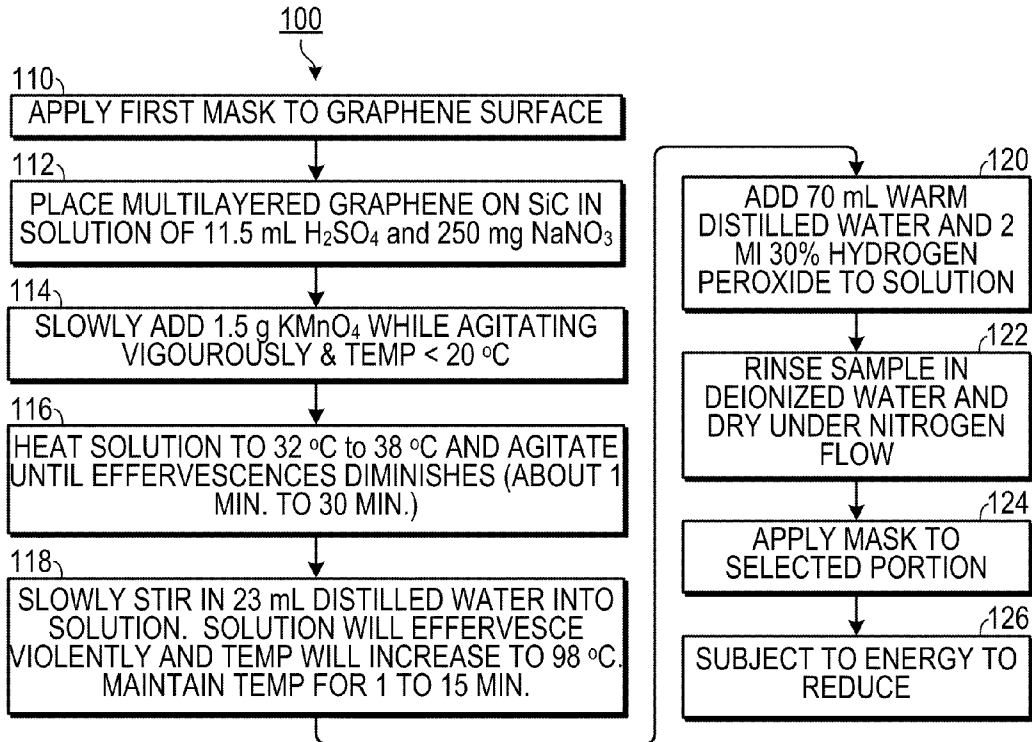 100
110
APPLY FIRST MASK TO GRAPHENE SURFACE
112
PLACE MULTILAYERED GRAPHENE ON SiC IN
SOLUTION OF 11.5 mL H₂SO₄ and 250 mg NaNO₃
114
SLOWLY ADD 1.5 g KMnO₄ WHILE AGITATING
VIGOUROUSLY & TEMP < 20 ºC
116
HEAT SOLUTION TO 32 ºC to 38 ºC AND AGITATE
UNTIL EFFERVESCENCES DIMINISHES (ABOUT 1
MIN. TO 30 MIN.)
118
SLOWLY STIR IN 23 mL DISTILLED WATER INTO
SOLUTION. SOLUTION WILL EFFERVESCE
VIOLENTLY AND TEMP WILL INCREASE TO 98 ºC.
MAINTAIN TEMP FOR 1 TO 15 MIN.
120
ADD 70 mL WARM
DISTILLED WATER AND 2
MI 30% HYDROGEN
PEROXIDE TO SOLUTION
122
RINSE SAMPLE IN
DEIONIZED WATER AND
DRY UNDER NITROGEN
FLOW
124
APPLY MASK TO
SELECTED PORTION
126
SUBJECT TO ENERGY TO
REDUCE